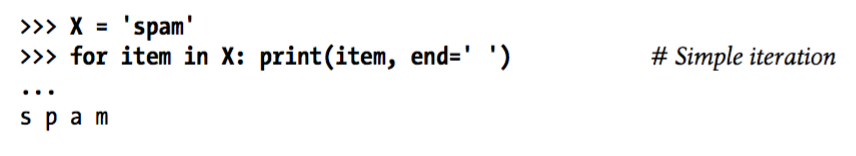 >>> X = 'spam'
>>> for item in X: print(item, end=' ') # Simple iteration
...
s p a m